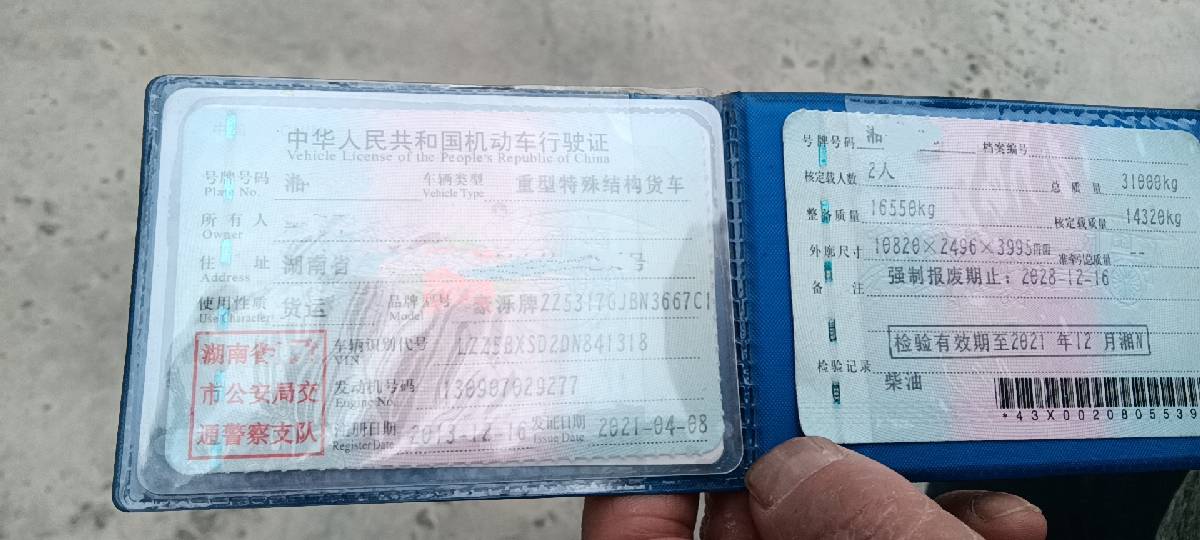 中华人民共和国机动车行驶证
Vehicle License of the People's Republic of China
号牌号码 湘 车辆类型 重型特殊结构货车
Plate No. Vehicle Type
所有人
Owner
住址 湖南省 号
Address
使用性质 货运 品牌型号 豪泺牌ZZ5317GJBN3667C1
Use Character Model
湖南省
市公安局交
通警察支队
车辆识别代号 LZZ5BXSD2DN841318
VIN
发动机号码 130907029277
Engine No.
注册日期 2013-12-16 发证日期 2021-04-08
Register Date Issue Date
号牌号码 湘 档案编号
核定载人数 2人 总质量 31000kg
整备质量 16550kg 核定载质量 14320kg
外廓尺寸 10820×2496×3995mm 准牵引总质量 --
备注 强制报废期止：2028-12-16
检验有效期至2021 年12 月湘N
检验记录
柴油
*43X0020805539